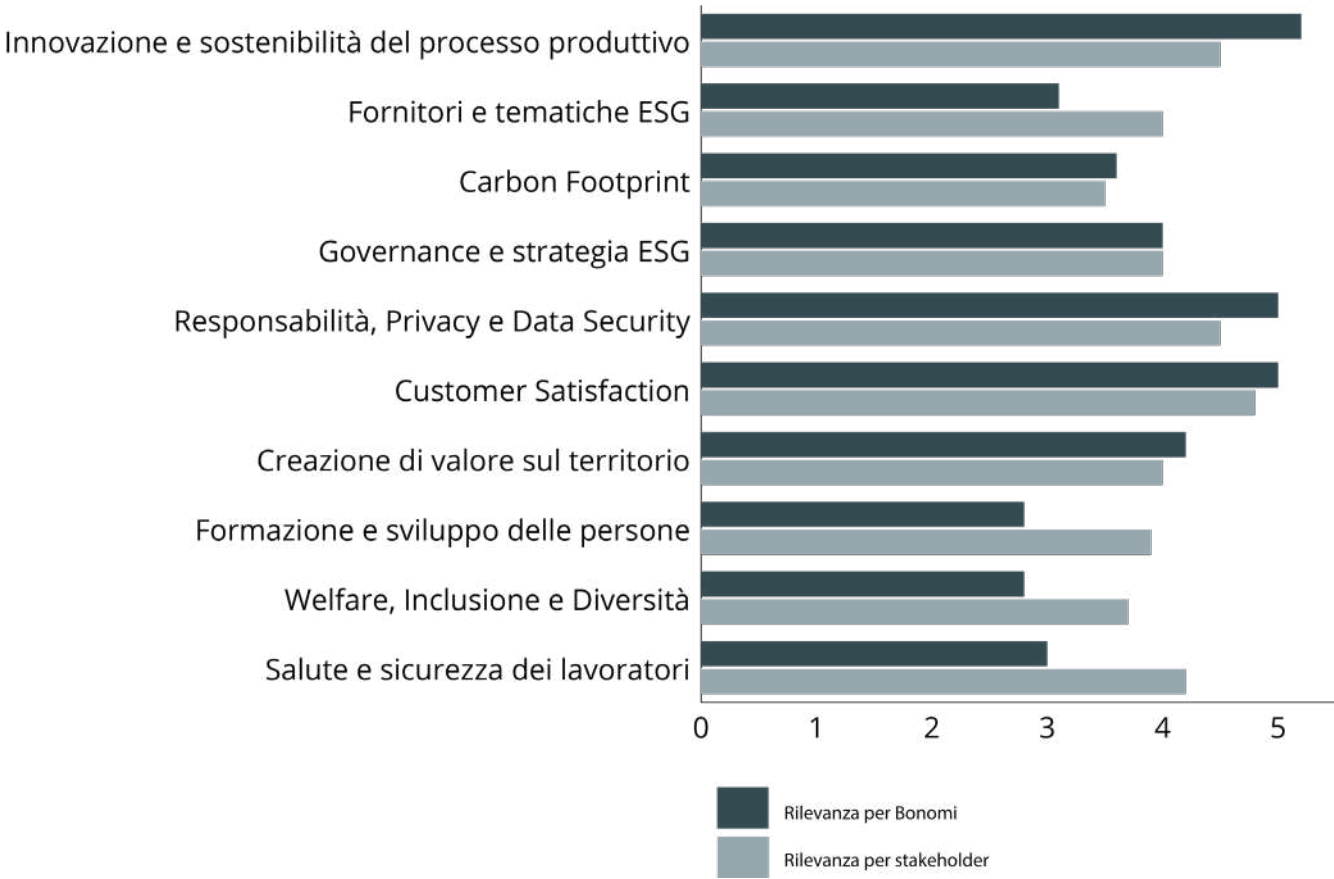 Innovazione e sostenibilità del processo produttivo
Fornitori e tematiche ESG
Carbon Footprint
Governance e strategia ESG
Responsabilità, Privacy e Data Security
Customer Satisfaction
Creazione di valore sul territorio
Formazione e sviluppo delle persone
Welfare, Inclusione e Diversità
Salute e sicurezza dei lavoratori
0 1 2 3 4 5
Rilevanza per Bonomi
Rilevanza per stakeholder